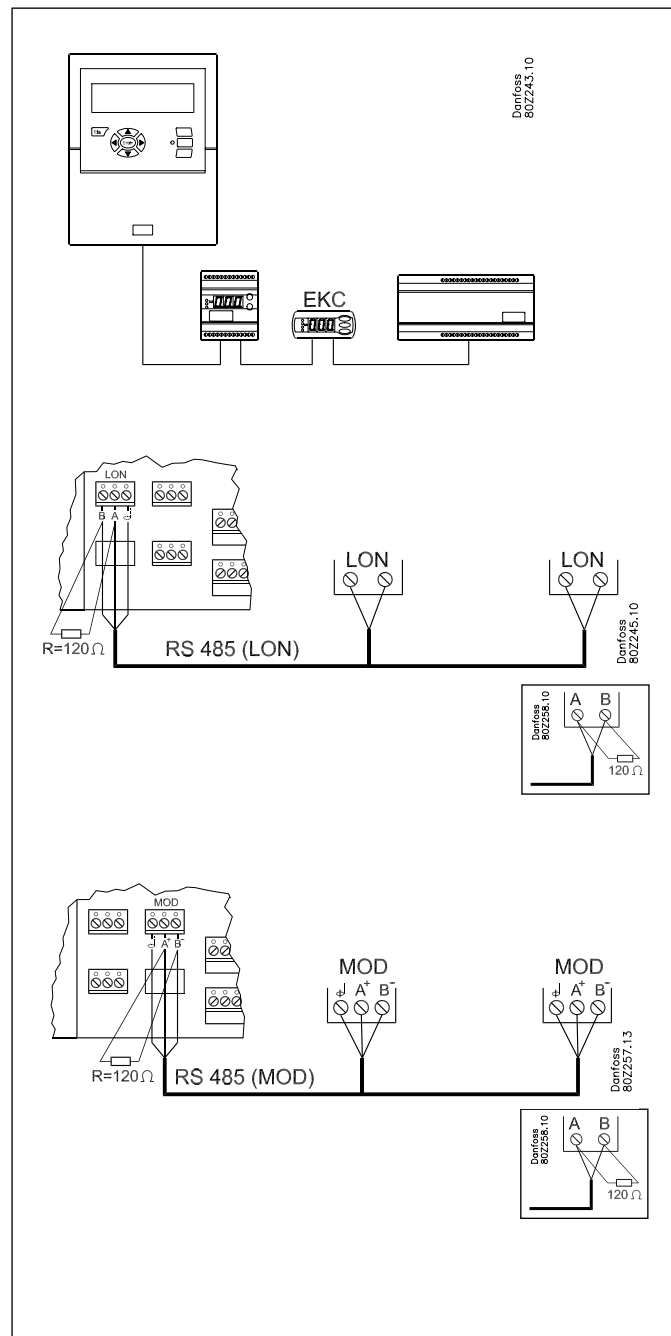 Danfoss
80Z243.10
EKC
LON
B A
R=120 Ω
RS 485 (LON)
LON
LON
Danfoss
80Z245.10
Danfoss
80Z258.10
A B
120 Ω
MOD
A+ B-
R=120 Ω
RS 485 (MOD)
MOD
A+ B-
MOD
A+ B-
Danfoss
80Z257.13
Danfoss
80Z258.10
A B
120 Ω